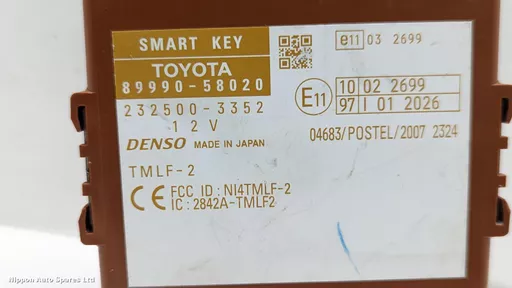 SMART KEY
TOYOTA
89990-58020
232500-3352
12V
DENSO MADE IN JAPAN
TMLF-2
CE FCC ID : NI4TMLF-2
IC : 2842A-TMLF2
e11 03 2699
E11
10 02 2699
97 I 01 2026
04683/POSTEL/2007 2324
Nippon Auto Spares Ltd